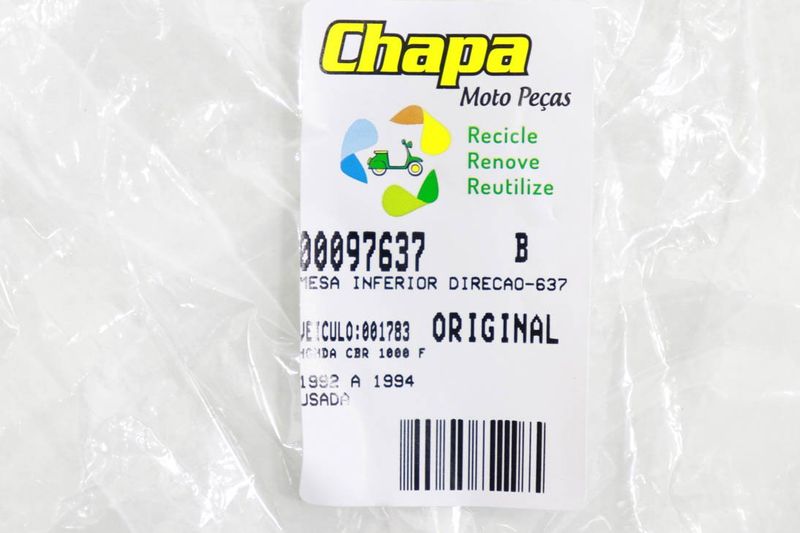 Chapa
Moto Peças
Recicle
Renove
Reutilize
00097637 B
MESA INFERIOR DIRECAO-637
VEICULO:001783 ORIGINAL
HONDA CBR 1000 F
1992 A 1994
USADA